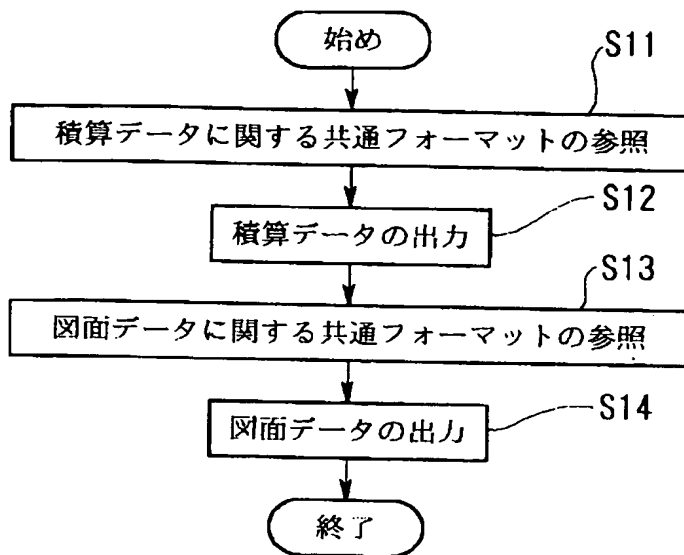 始め
S11
積算データに関する共通フォーマットの参照
S12
積算データの出力
S13
図面データに関する共通フォーマットの参照
S14
図面データの出力
終了